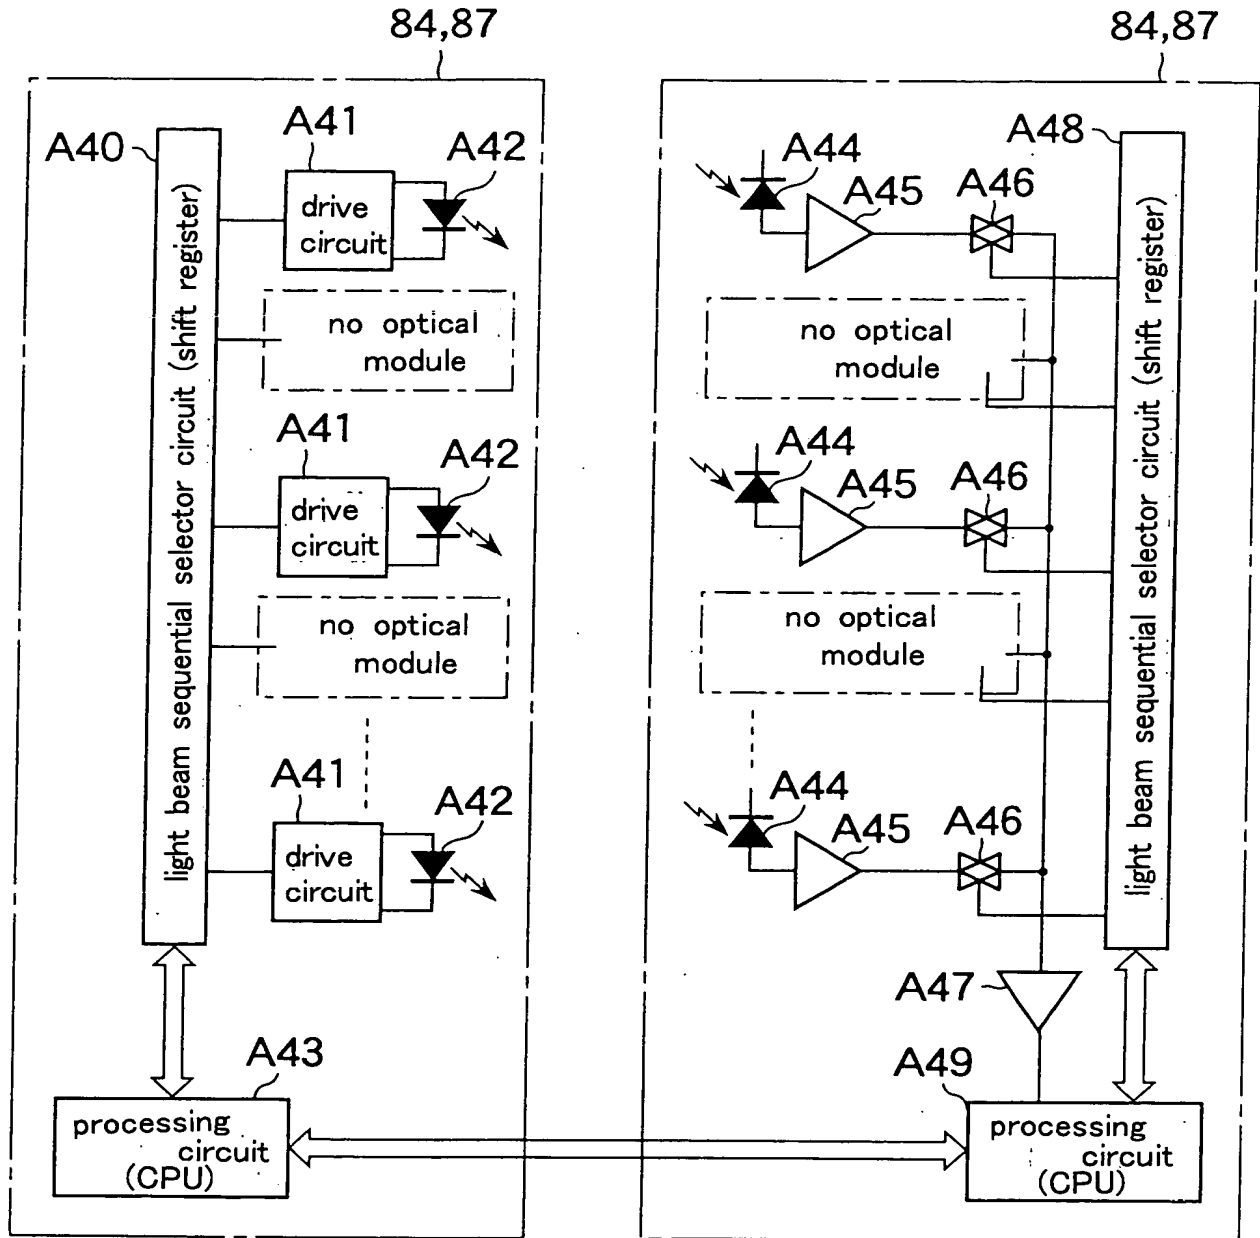 84,87
84,87
A40
A41
A42
drive
circuit
no optical
module
A41
A42
drive
circuit
no optical
module
A41
A42
drive
circuit
light beam sequential selector circuit (shift register)
A43
processing
circuit
(CPU)
A44
A45
A46
A48
no optical
module
A44
A45
A46
no optical
module
A44
A45
A46
light beam sequential selector circuit (shift register)
A47
A49
processing
circuit
(CPU)